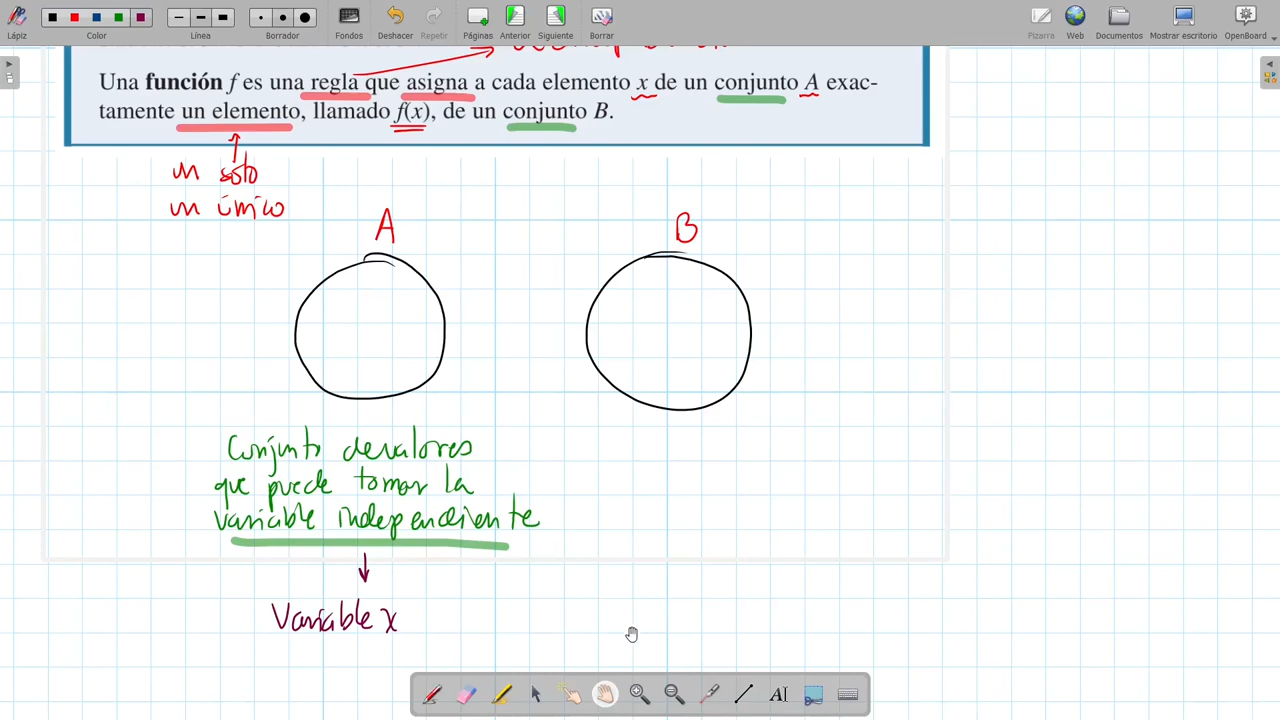 Lápiz Color Línea Borrador Fondos Deshacer Repetir Páginas Anterior Siguiente Borrar Pizarra Web Documentos Mostrar escritorio OpenBoard
Una función f es una regla que asigna a cada elemento x de un conjunto A exac-
tamente un elemento, llamado f(x), de un conjunto B.
un solo
un único
A
B
Conjunto de valores
que puede tomar la
variable independiente
Variable x